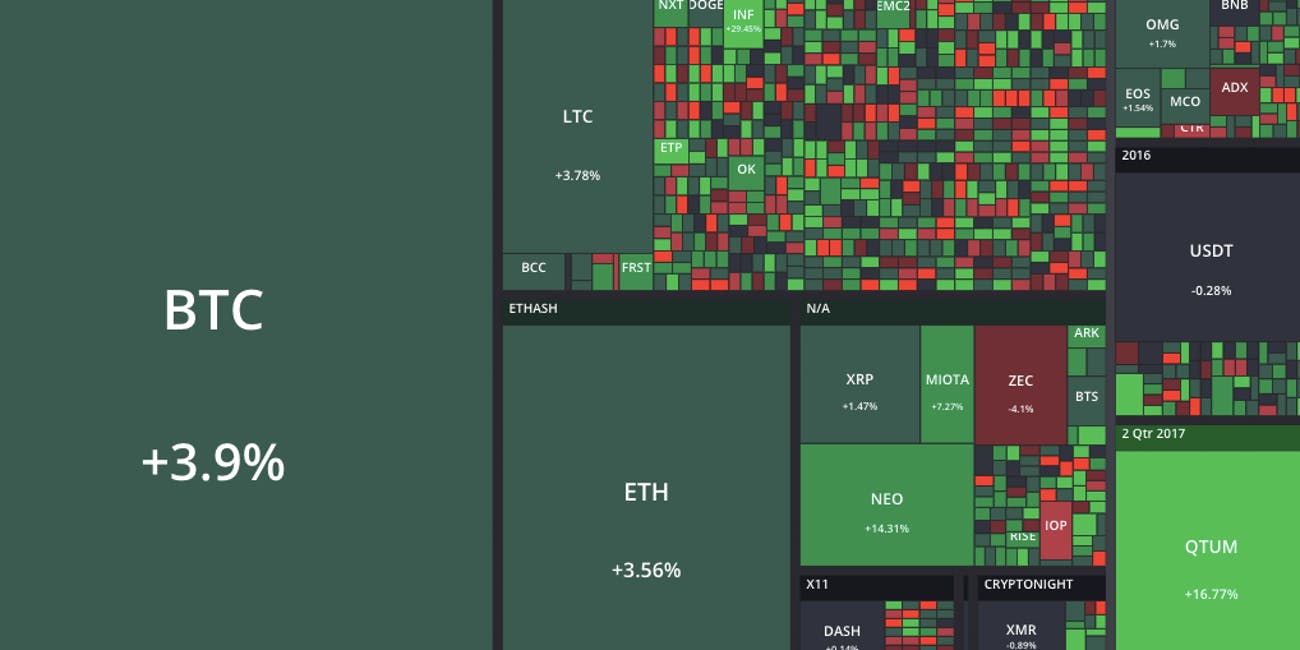 BTC
+3.9%
LTC
+3.78%
BCC
FRST
NXT
DOGE
INF
+29.45%
EMC2
ETP
OK
ETHASH
ETH
+3.56%
N/A
XRP
+1.47%
MIOTA
+7.27%
ZEC
-4.1%
ARK
BTS
NEO
+14.31%
RISE
IOP
X11
DASH
+0.14%
CRYPTONIGHT
XMR
-0.89%
OMG
+1.7%
BNB
EOS
+1.54%
MCO
ADX
CTR
2016
USDT
-0.28%
2 Qtr 2017
QTUM
+16.77%